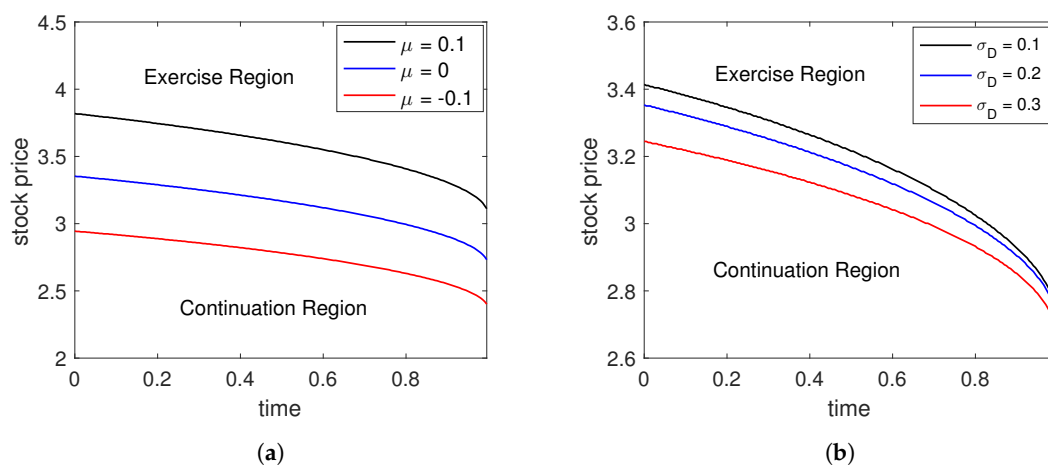 4.5
4
3.5
3
2.5
2
0
0.2
0.4
0.6
0.8
time
stock price
Exercise Region
Continuation Region
μ = 0.1
μ = 0
μ = -0.1
(a)
3.6
3.4
3.2
3
2.8
2.6
0
0.2
0.4
0.6
0.8
time
stock price
Exercise Region
Continuation Region
σ_D = 0.1
σ_D = 0.2
σ_D = 0.3
(b)